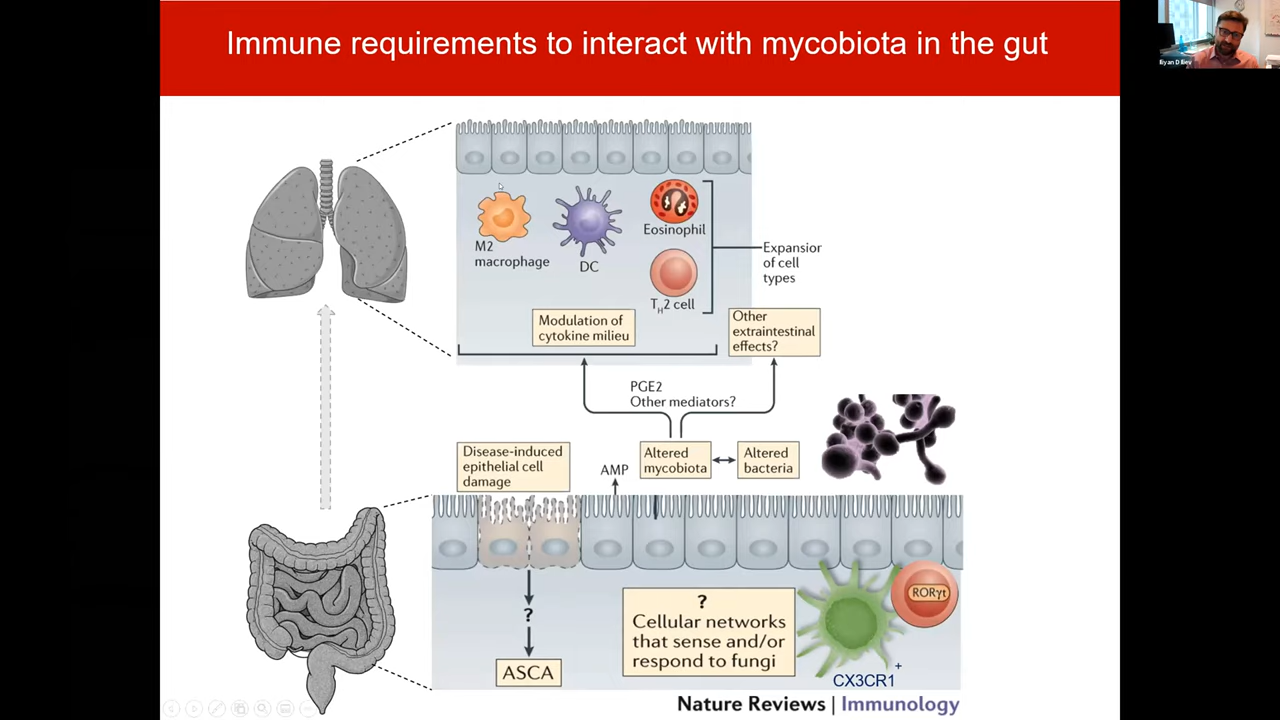 Immune requirements to interact with mycobiota in the gut
M2
macrophage
DC
Eosinophil
TH2 cell
Expansior
of cell
types
Modulation of
cytokine milieu
Other
extraintestinal
effects?
PGE2
Other mediators?
Disease-induced
epithelial cell
damage
AMP
Altered
mycobiota
Altered
bacteria
?
ASCA
?
Cellular networks
that sense and/or
respond to fungi
RORγt
CX3CR1+
Nature Reviews | Immunology